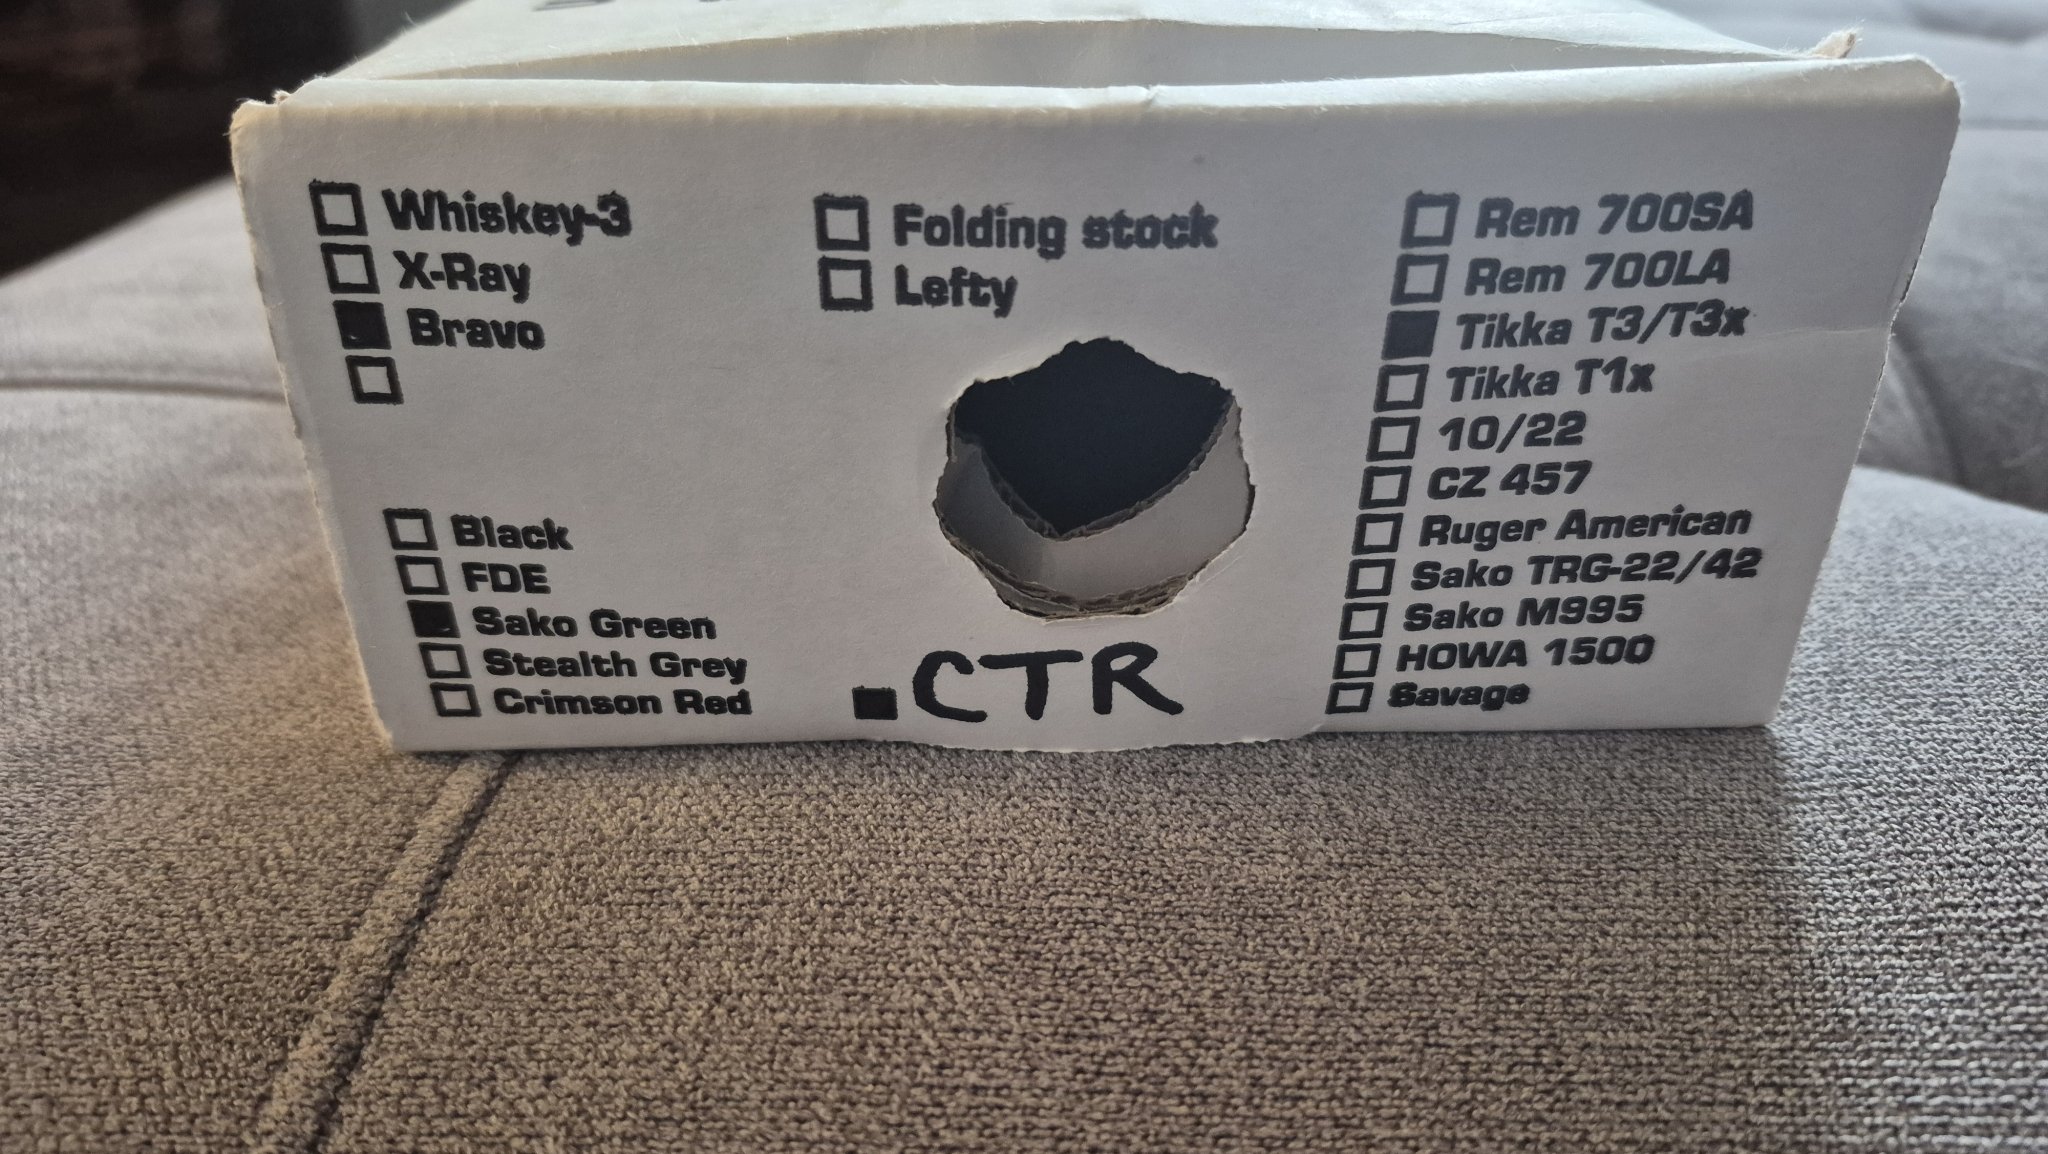 Whiskey-3
X-Ray
Bravo
Black
FDE
Sako Green
Stealth Grey
Crimson Red
Folding stock
Lefty
CTR
Rem 700SA
Rem 700LA
Tikka T3/T3x
Tikka T1x
10/22
CZ 457
Ruger American
Sako TRG-22/42
Sako M995
HOWA 1500
Savage